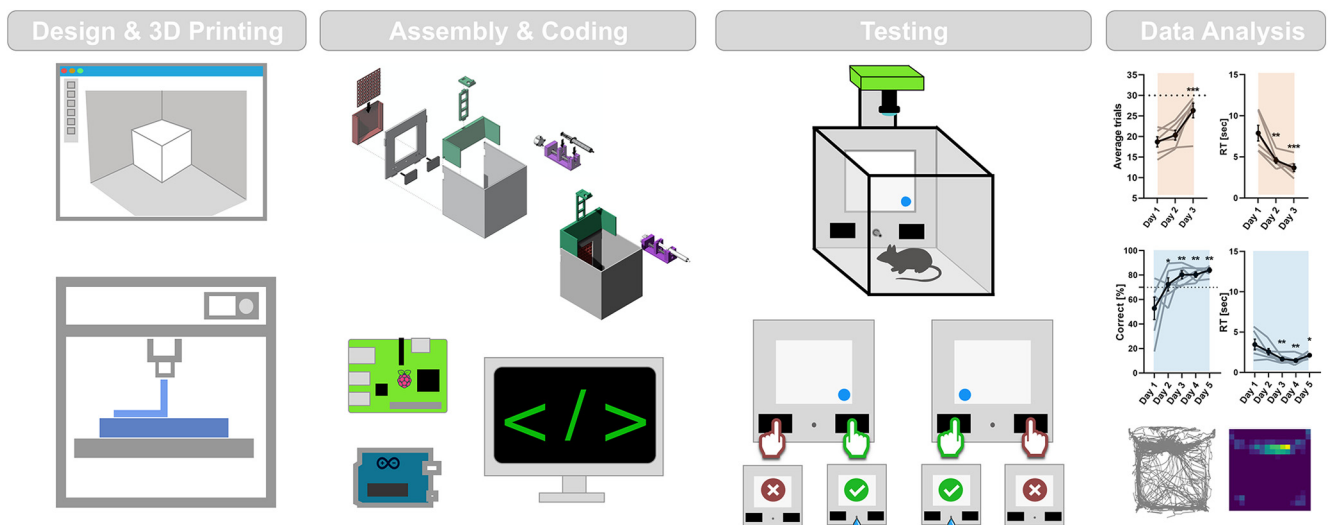 Design & 3D Printing
Assembly & Coding
Testing
Data Analysis
</>
Average trials
35
30
25
20
15
10
5
***
Day 1
Day 2
Day 3
RT [sec]
15
10
5
0
**
***
Day 1
Day 2
Day 3
Correct [%]
100
80
60
40
20
0
*
**
**
**
Day 1
Day 2
Day 3
Day 4
Day 5
RT [sec]
15
10
5
0
**
**
*
Day 1
Day 2
Day 3
Day 4
Day 5